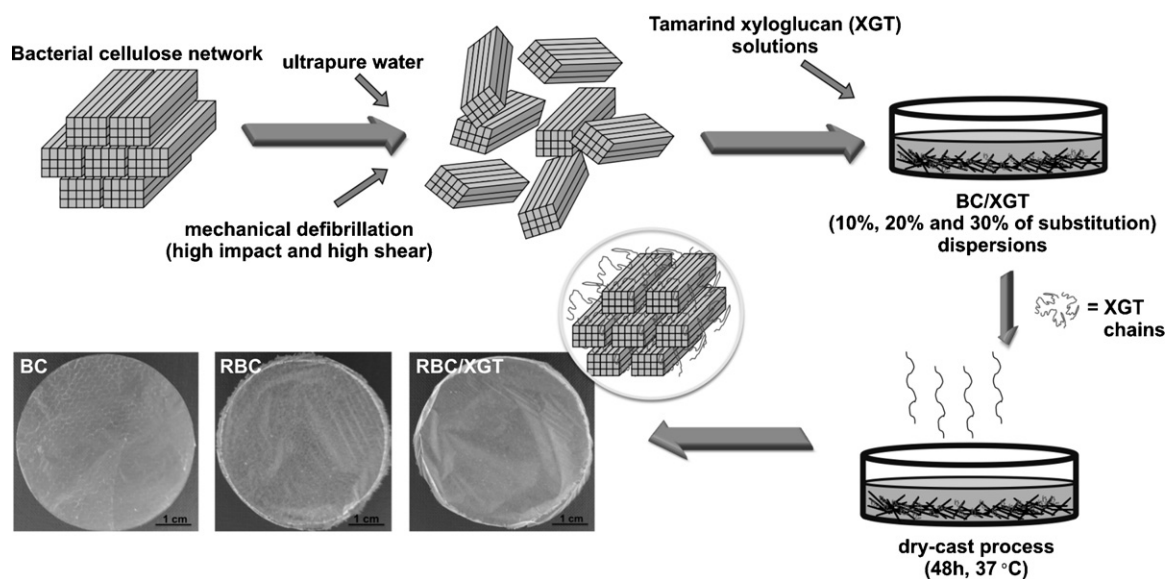 Bacterial cellulose network
ultrapure water
mechanical defibrillation
(high impact and high shear)
Tamarind xyloglucan (XGT)
solutions
BC/XGT
(10%, 20% and 30% of substitution)
dispersions
= XGT
chains
dry-cast process
(48h, 37 °C)
BC
1 cm
RBC
1 cm
RBC/XGT
1 cm